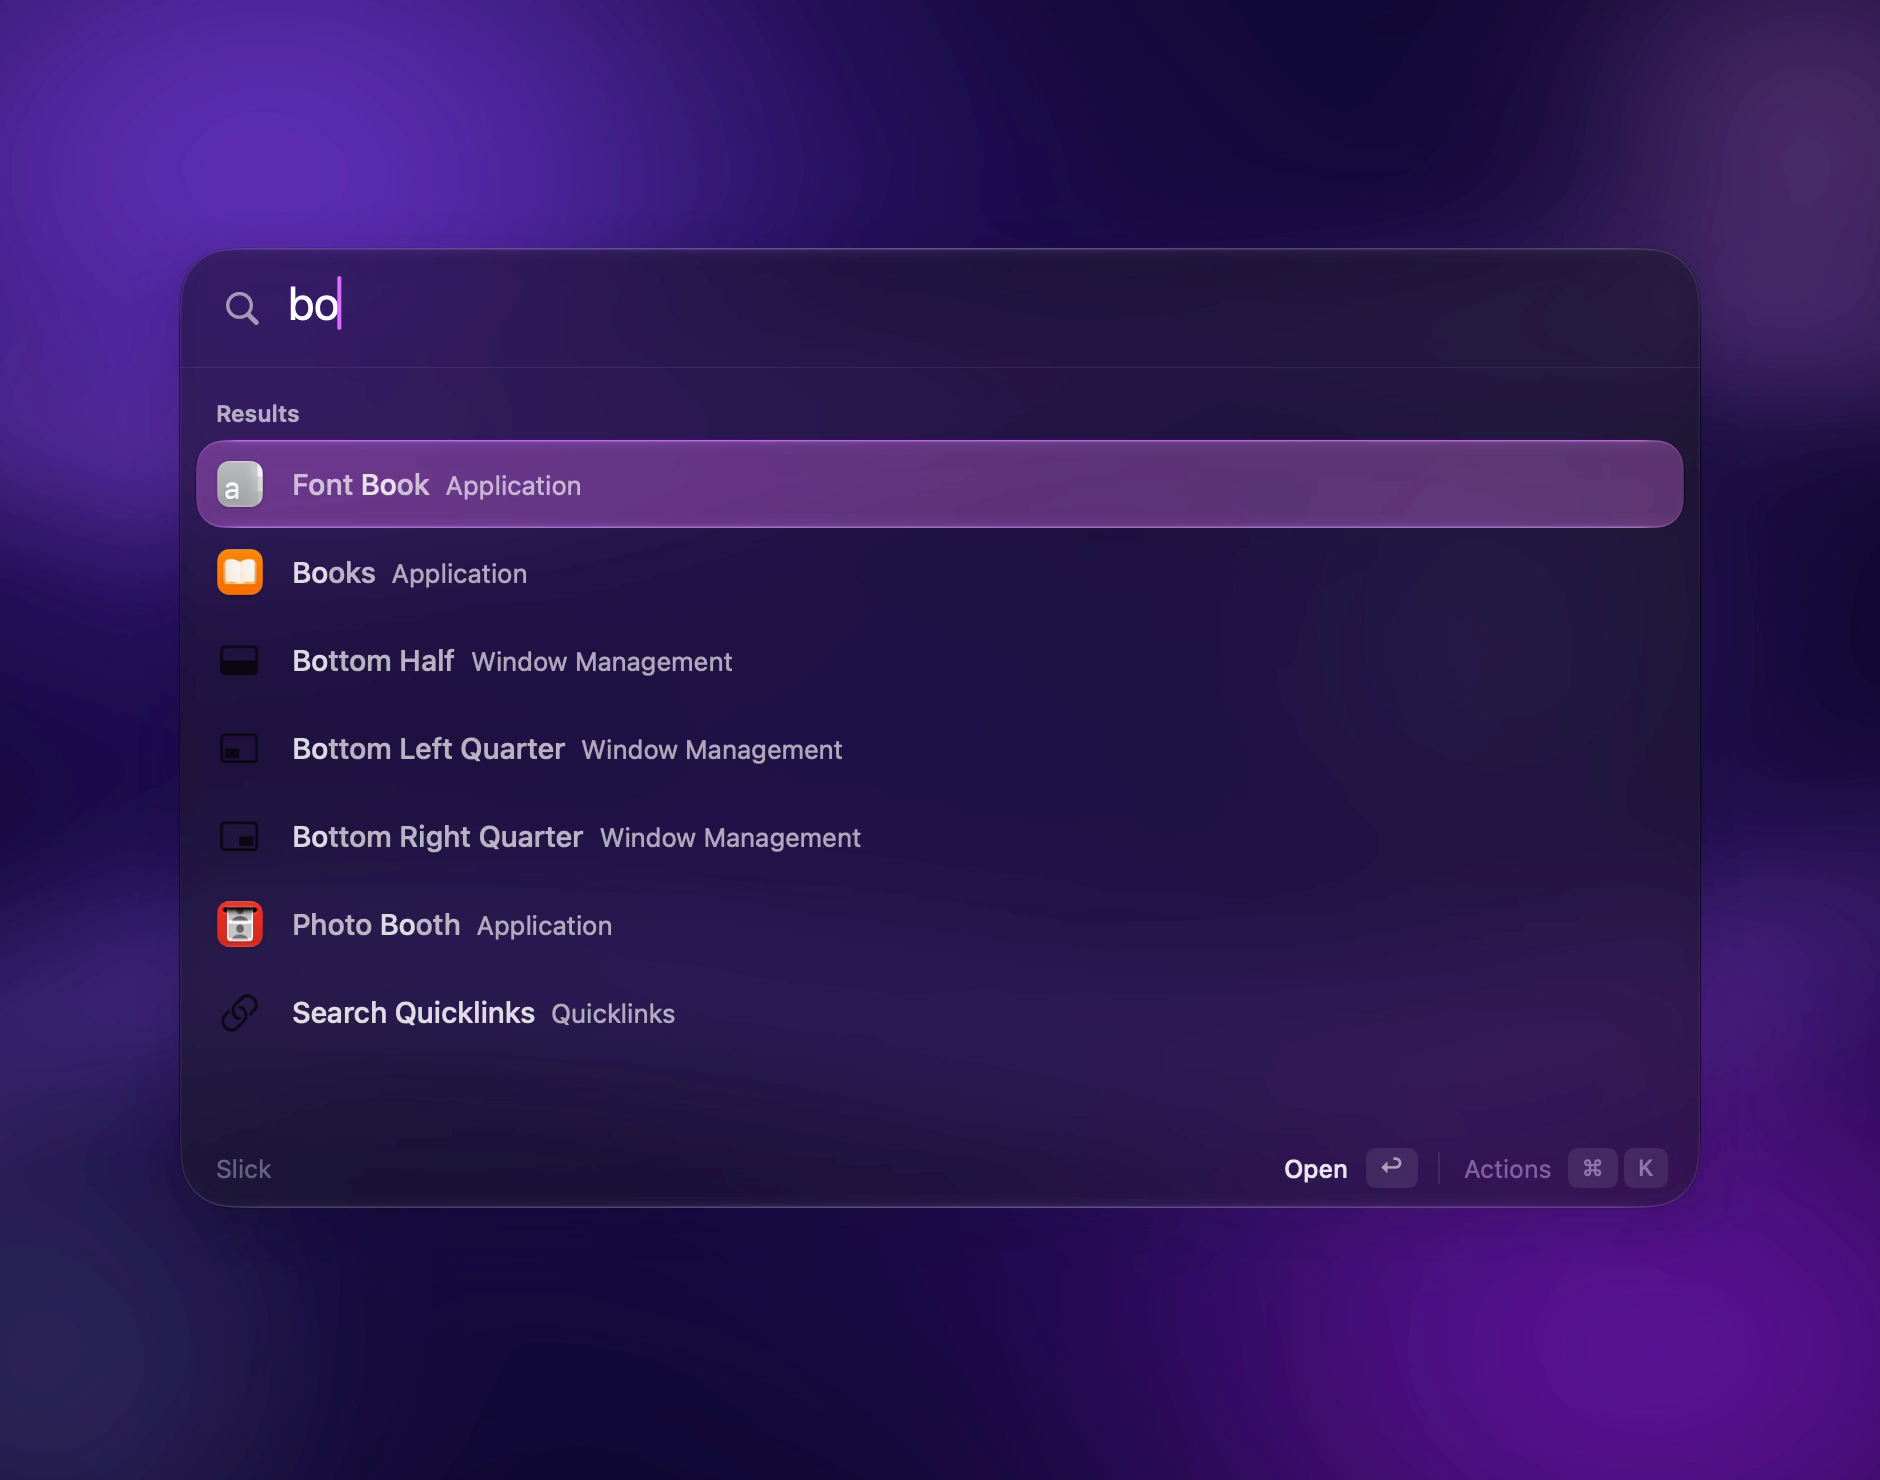 bo
Results
a
Font Book Application
Books Application
Bottom Half Window Management
Bottom Left Quarter Window Management
Bottom Right Quarter Window Management
Photo Booth Application
Search Quicklinks Quicklinks
Slick Open ↩ Actions ⌘ K